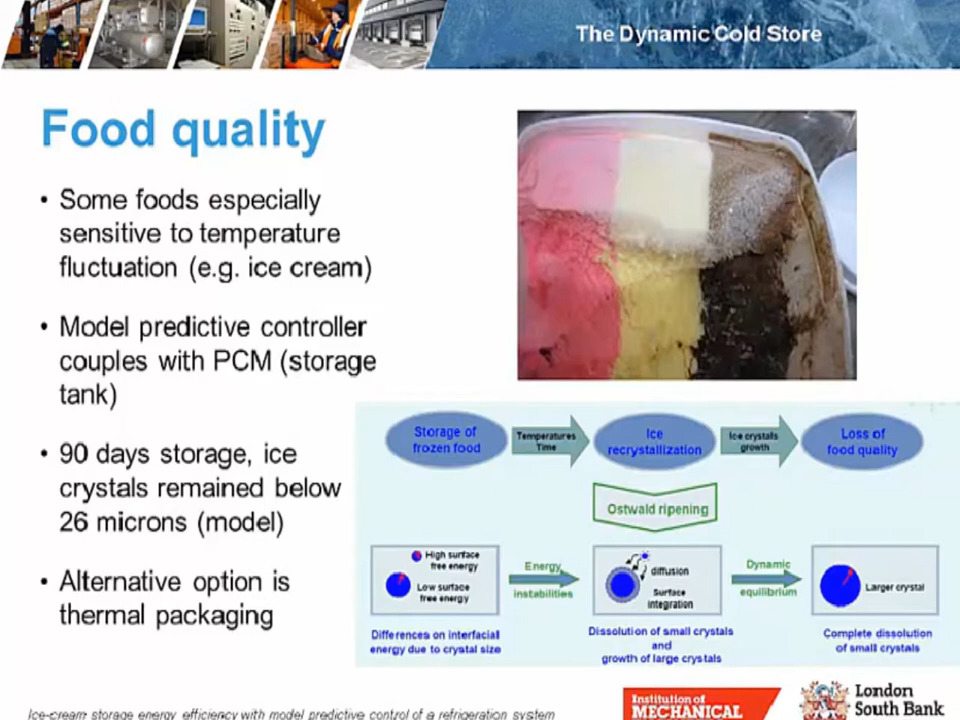 The Dynamic Cold Store
Food quality
• Some foods especially
sensitive to temperature
fluctuation (e.g. ice cream)
• Model predictive controller
couples with PCM (storage
tank)
• 90 days storage, ice
crystals remained below
26 microns (model)
• Alternative option is
thermal packaging
Storage of
frozen food
Temperatures
Time
Ice
recrystallization
Ice crystals
growth
Loss of
food quality
Ostwald ripening
High surface
free energy
Low surface
free energy
Energy
instabilities
diffusion
Surface
integration
Dynamic
equilibrium
Larger crystal
Differences on interfacial
energy due to crystal size
Dissolution of small crystals
and
growth of large crystals
Complete dissolution
of small crystals
Ice-cream storage energy efficiency with model predictive control of a refrigeration system
Institution of
MECHANICAL
London
South Bank